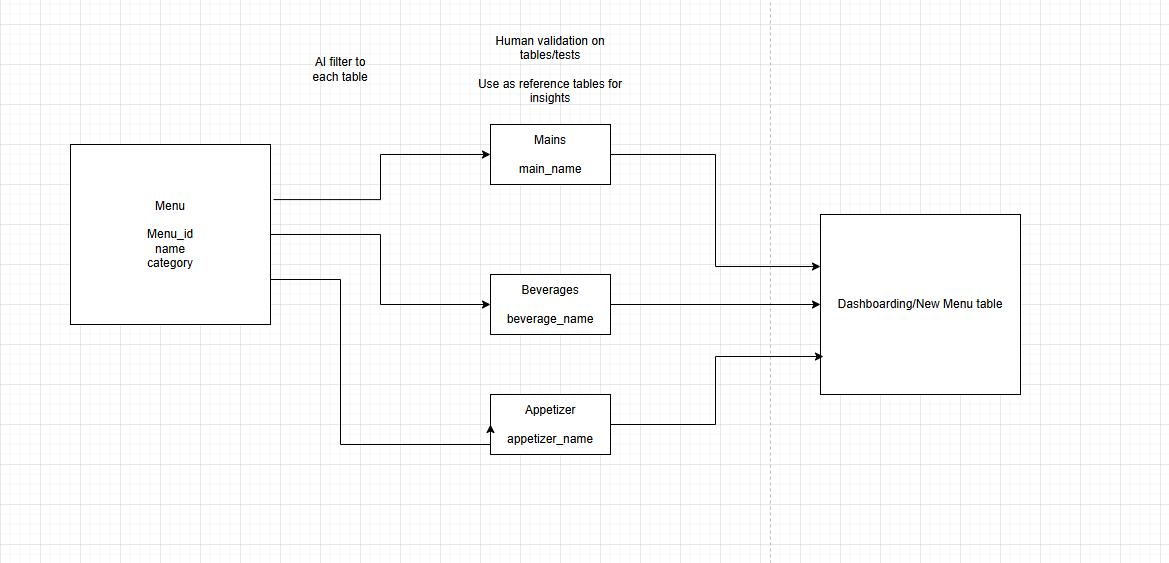 Human validation on
tables/tests
Use as reference tables for
insights
AI filter to
each table
Menu
Menu_id
name
category
Mains
main_name
Beverages
beverage_name
Appetizer
appetizer_name
Dashboarding/New Menu table